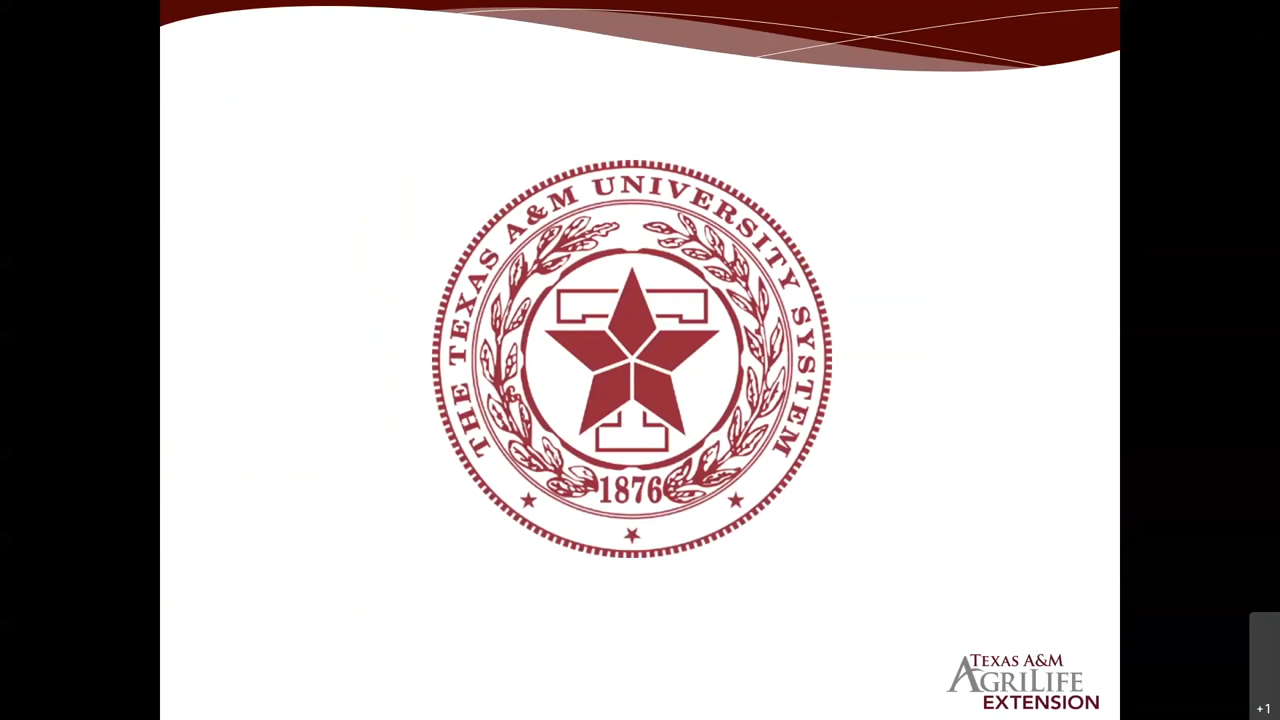 THE TEXAS A&M UNIVERSITY SYSTEM
1876
TEXAS A&M
AGRILIFE
EXTENSION
+1